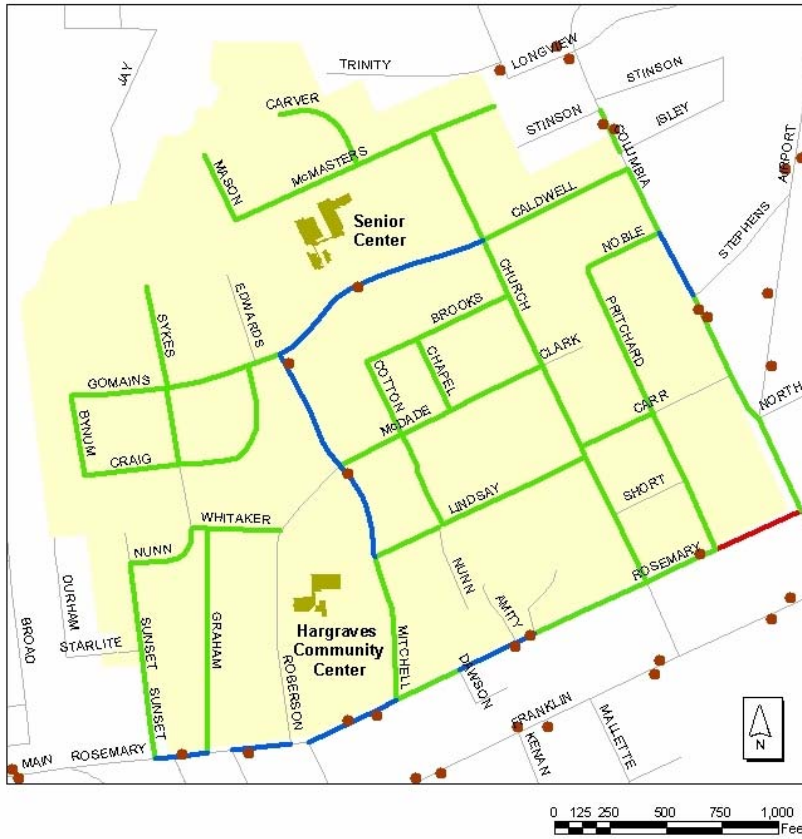 TRINITY
LONGVIEW
JAY
STINSON
CARVER
STINSON
ISLEY
COLUMBIA
AIRPORT
McMASTERS
MASON
CALDWELL
Senior
Center
NOBLE
STEPHENS
EDWARDS
SYKES
BROOKS
CHURCH
PRITCHARD
CLARK
COTTON
CHAPEL
GOMAINS
BYNUM
McDADE
CARR
NORTH
CRAIG
LINDSAY
SHORT
WHITAKER
NUNN
NUNN
ROSEMARY
DURHAM
BROAD
STARLITE
SUNSET
GRAHAM
Hargraves
Community
Center
MITCHELL
AMITY
ROBERSON
DAWSON
SUNSET
FRANKLIN
KENAN
MALLETTE
MAIN
ROSEMARY
N
0 125 250 500 750 1,000
Feet